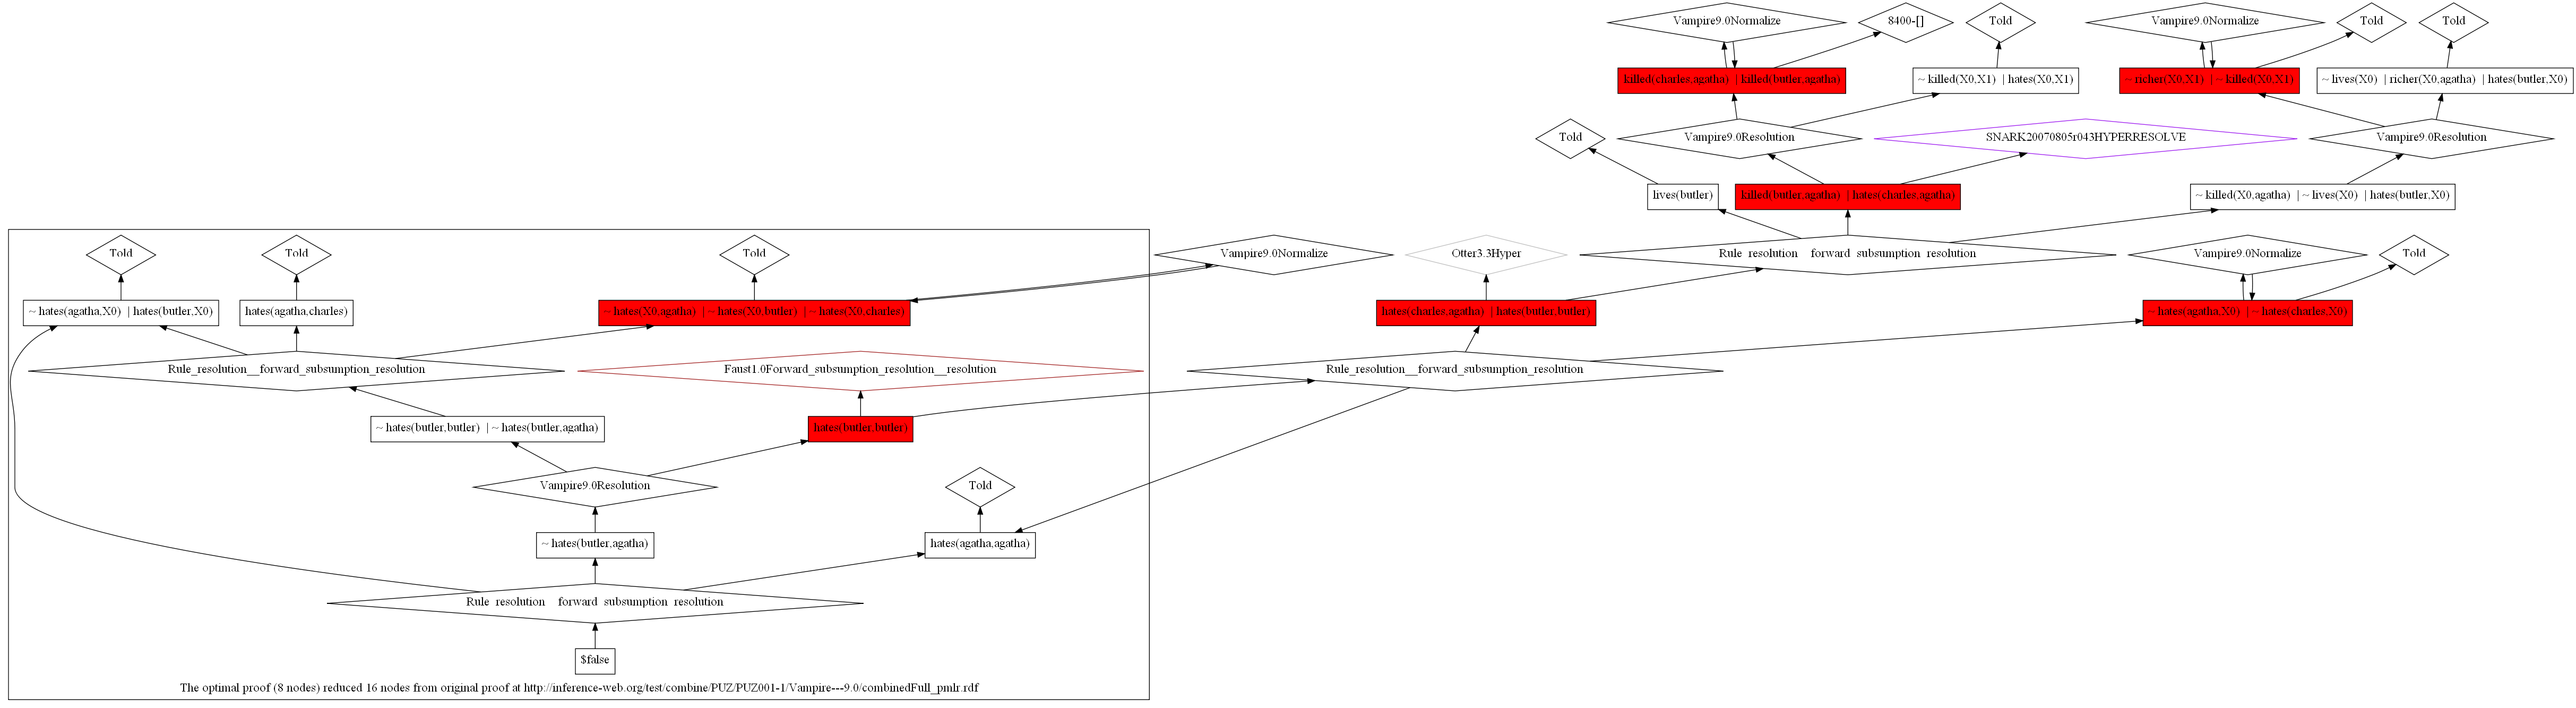 Vampire9.0Normalize
8400-[]
Told
Vampire9.0Normalize
Told
Told
killed(charles,agatha) | killed(butler,agatha)
~ killed(X0,X1) | hates(X0,X1)
~ richer(X0,X1) | ~ killed(X0,X1)
~ lives(X0) | richer(X0,agatha) | hates(butler,X0)
Told
Vampire9.0Resolution
SNARK20070805r043HYPERRESOLVE
Vampire9.0Resolution
lives(butler)
killed(butler,agatha) | hates(charles,agatha)
~ killed(X0,agatha) | ~ lives(X0) | hates(butler,X0)
Told
Told
Told
Vampire9.0Normalize
Otter3.3Hyper
Rule_resolution__forward_subsumption_resolution
Vampire9.0Normalize
Told
~ hates(agatha,X0) | hates(butler,X0)
hates(agatha,charles)
~ hates(X0,agatha) | ~ hates(X0,butler) | ~ hates(X0,charles)
hates(charles,agatha) | hates(butler,butler)
~ hates(agatha,X0) | ~ hates(charles,X0)
Rule_resolution__forward_subsumption_resolution
Faust1.0Forward_subsumption_resolution__resolution
Rule_resolution__forward_subsumption_resolution
~ hates(butler,butler) | ~ hates(butler,agatha)
hates(butler,butler)
Vampire9.0Resolution
Told
~ hates(butler,agatha)
hates(agatha,agatha)
Rule_resolution__forward_subsumption_resolution
$false
The optimal proof (8 nodes) reduced 16 nodes from original proof at http://inference-web.org/test/combine/PUZ/PUZ001-1/Vampire---9.0/combinedFull_pmlr.rdf